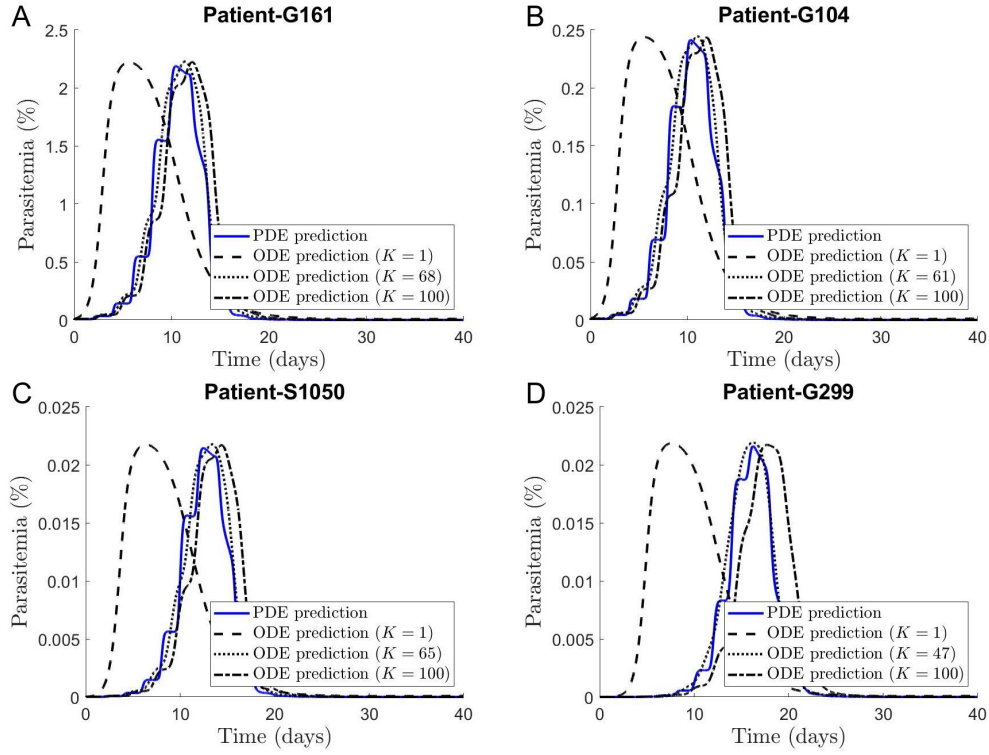 A
Patient-G161
2.5
2
1.5
1
0.5
0
Parasitemia (%)
PDE prediction
ODE prediction (K = 1)
ODE prediction (K = 68)
ODE prediction (K = 100)
0 10 20 30 40
Time (days)
B
Patient-G104
0.25
0.2
0.15
0.1
0.05
0
Parasitemia (%)
PDE prediction
ODE prediction (K = 1)
ODE prediction (K = 61)
ODE prediction (K = 100)
0 10 20 30 40
Time (days)
C
Patient-S1050
0.025
0.02
0.015
0.01
0.005
0
Parasitemia (%)
PDE prediction
ODE prediction (K = 1)
ODE prediction (K = 65)
ODE prediction (K = 100)
0 10 20 30 40
Time (days)
D
Patient-G299
0.025
0.02
0.015
0.01
0.005
0
Parasitemia (%)
PDE prediction
ODE prediction (K = 1)
ODE prediction (K = 47)
ODE prediction (K = 100)
0 10 20 30 40
Time (days)